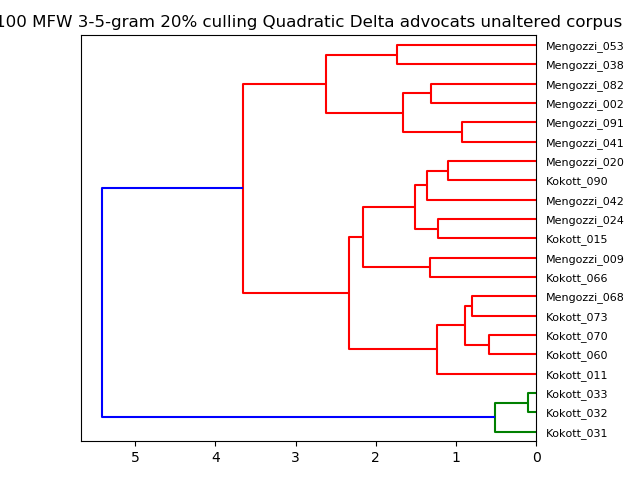 100 MFW 3-5-gram 20% culling Quadratic Delta advocats unaltered corpus
Mengozzi_053
Mengozzi_038
Mengozzi_082
Mengozzi_002
Mengozzi_091
Mengozzi_041
Mengozzi_020
Kokott_090
Mengozzi_042
Mengozzi_024
Kokott_015
Mengozzi_009
Kokott_066
Mengozzi_068
Kokott_073
Kokott_070
Kokott_060
Kokott_011
Kokott_033
Kokott_032
Kokott_031
5 4 3 2 1 0